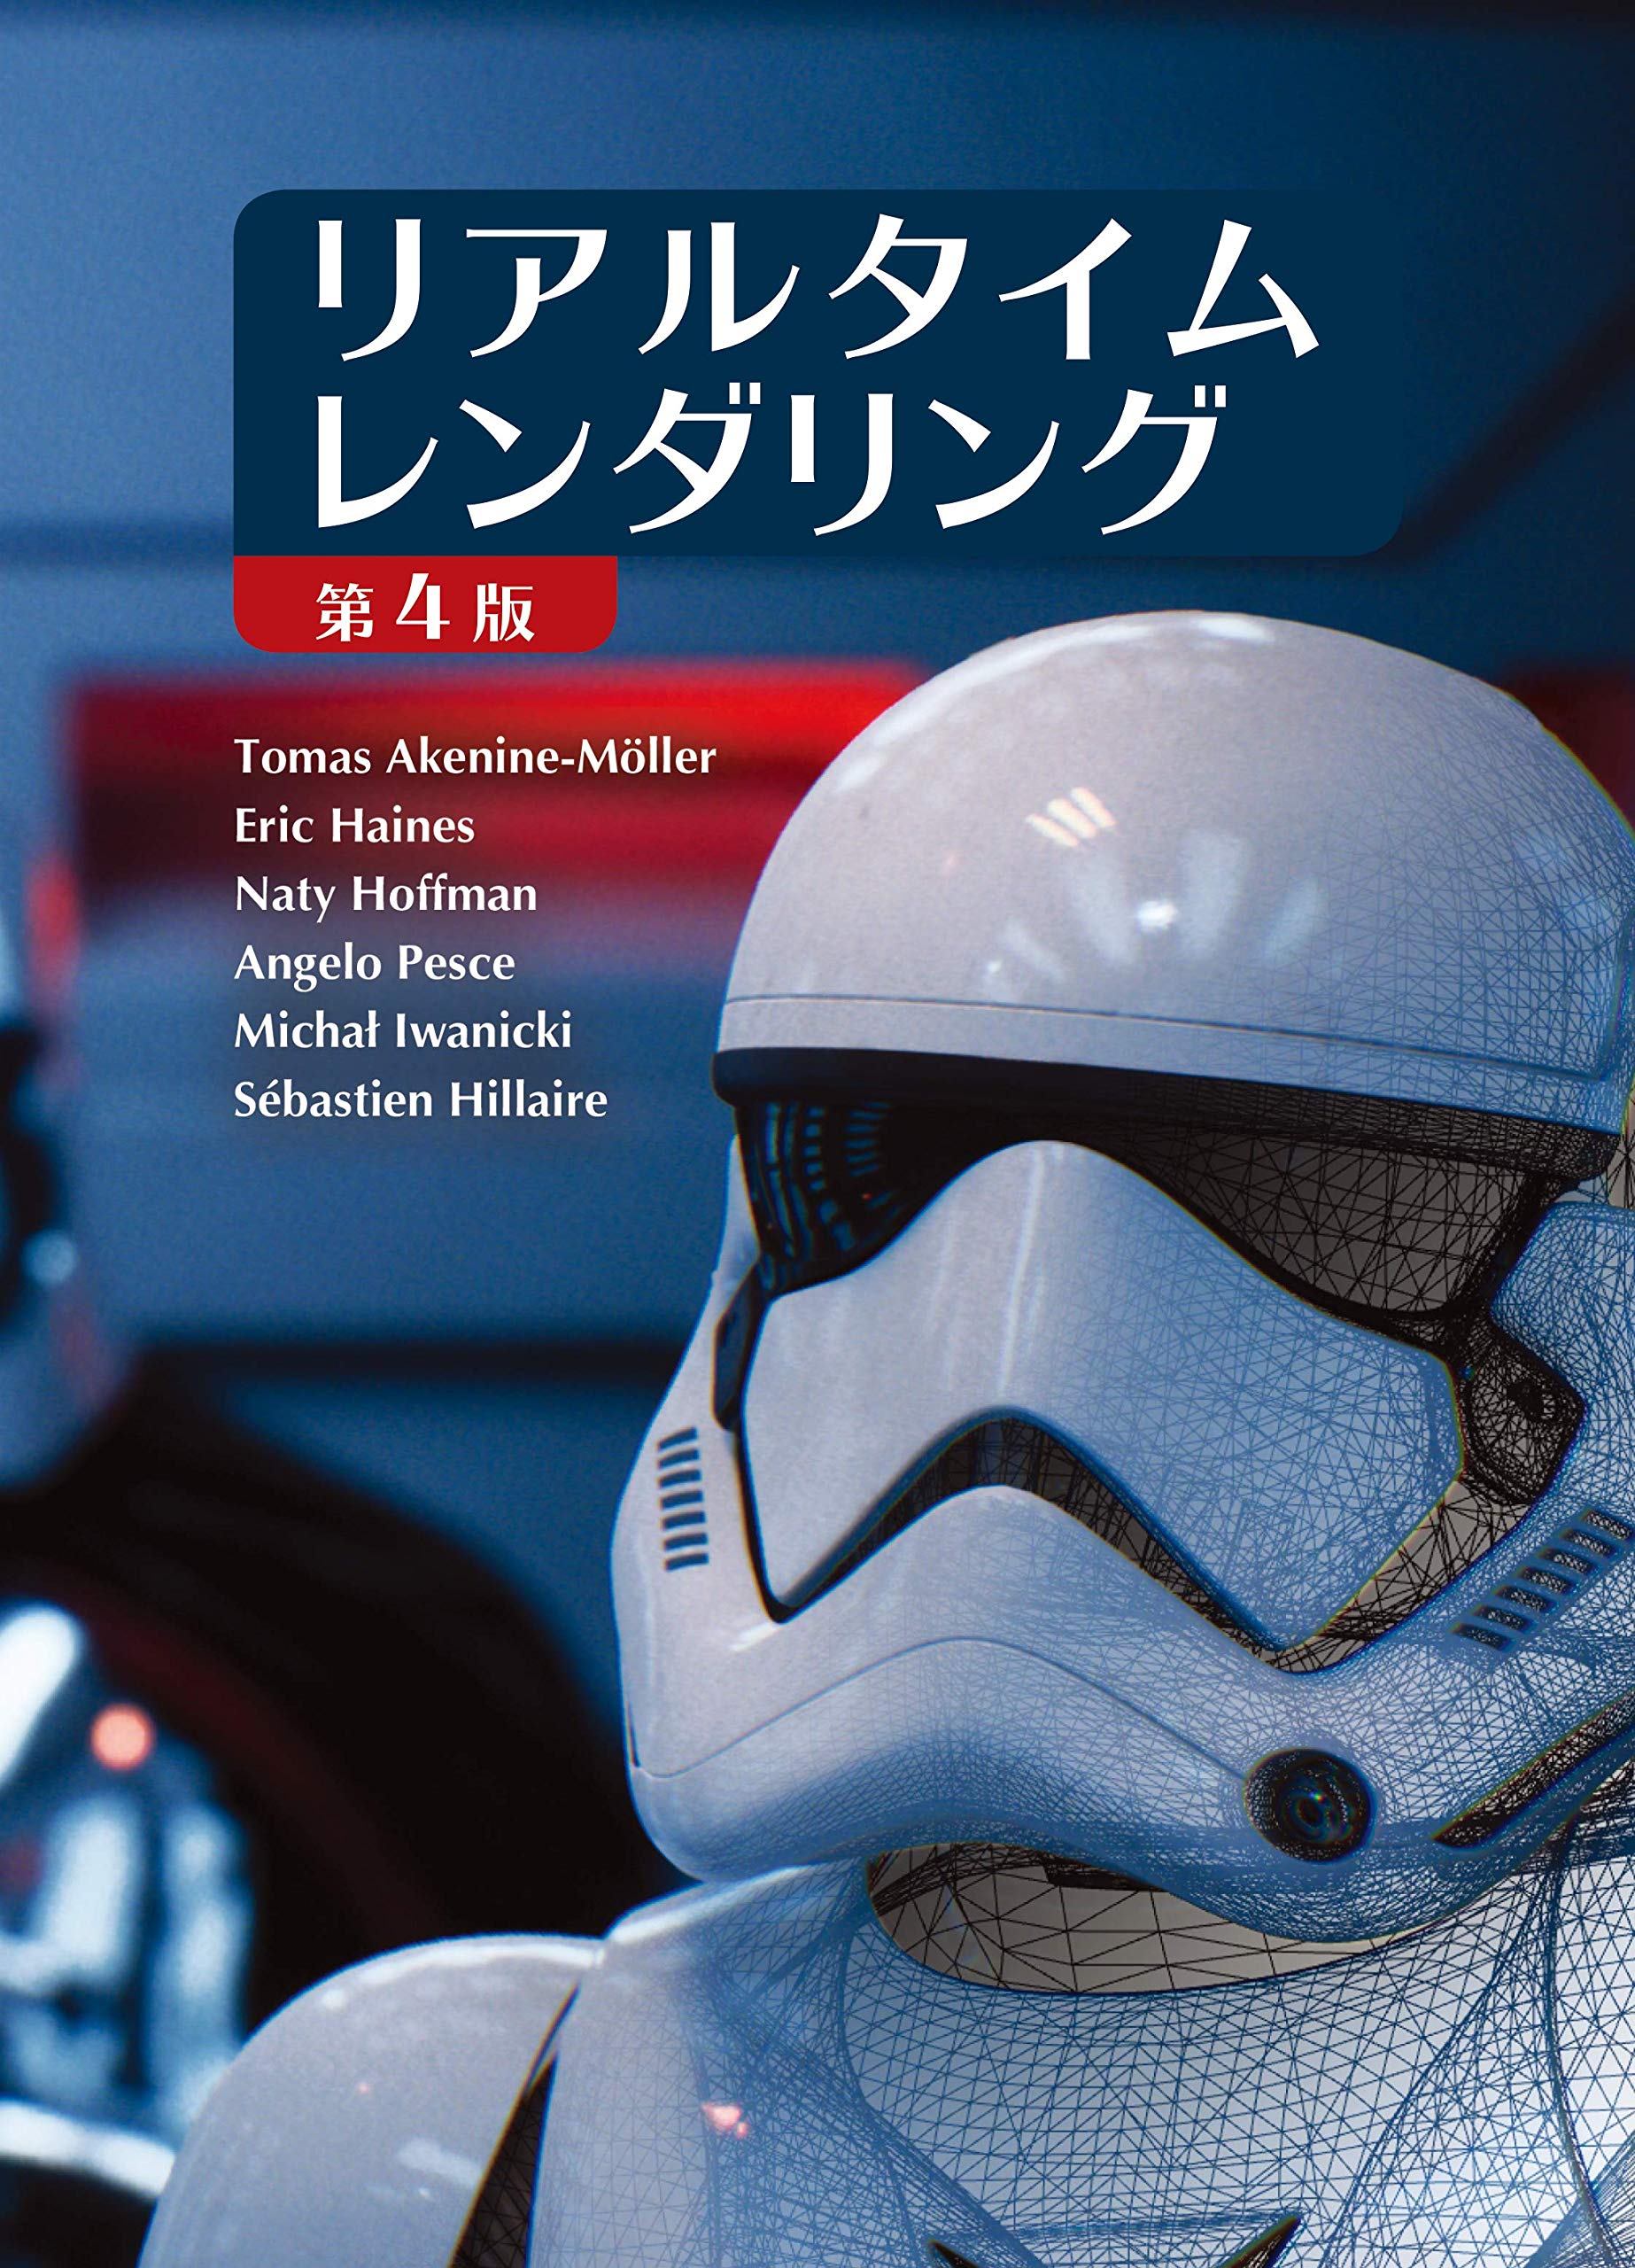 リアルタイム
レンダリング
第4版
Tomas Akenine-Möller
Eric Haines
Naty Hoffman
Angelo Pesce
Michał Iwanicki
Sébastien Hillaire